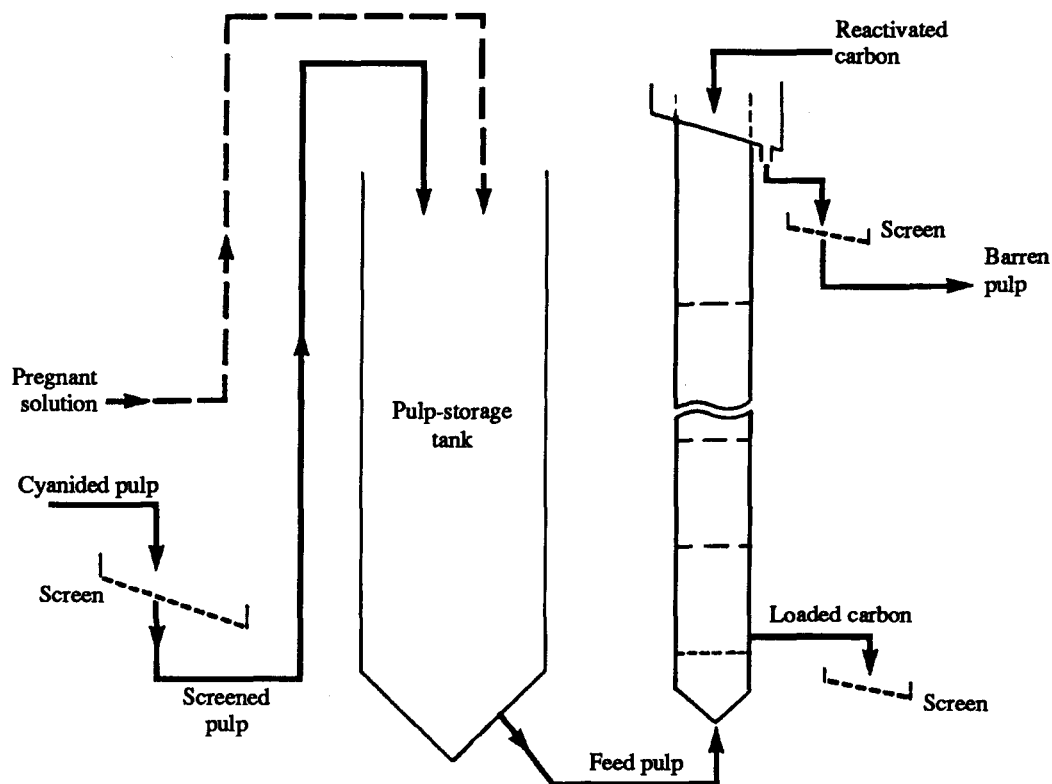 Reactivated
carbon
Screen
Barren
pulp
Pregnant
solution
Pulp-storage
tank
Cyanided pulp
Screen
Loaded carbon
Screened
pulp
Screen
Feed pulp